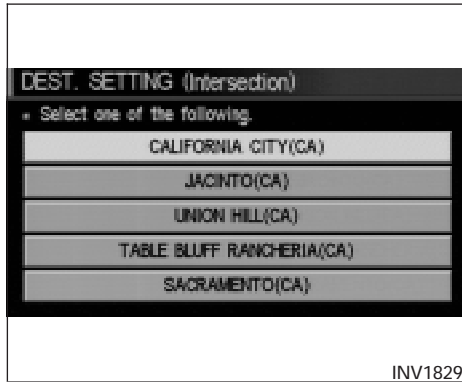 DEST. SETTING (Intersection)
Select one of the following.
CALIFORNIA CITY(CA)
JACINTO(CA)
UNION HILL(CA)
TABLE BLUFF RANCHERIA(CA)
SACRAMENTO(CA)
INV1829